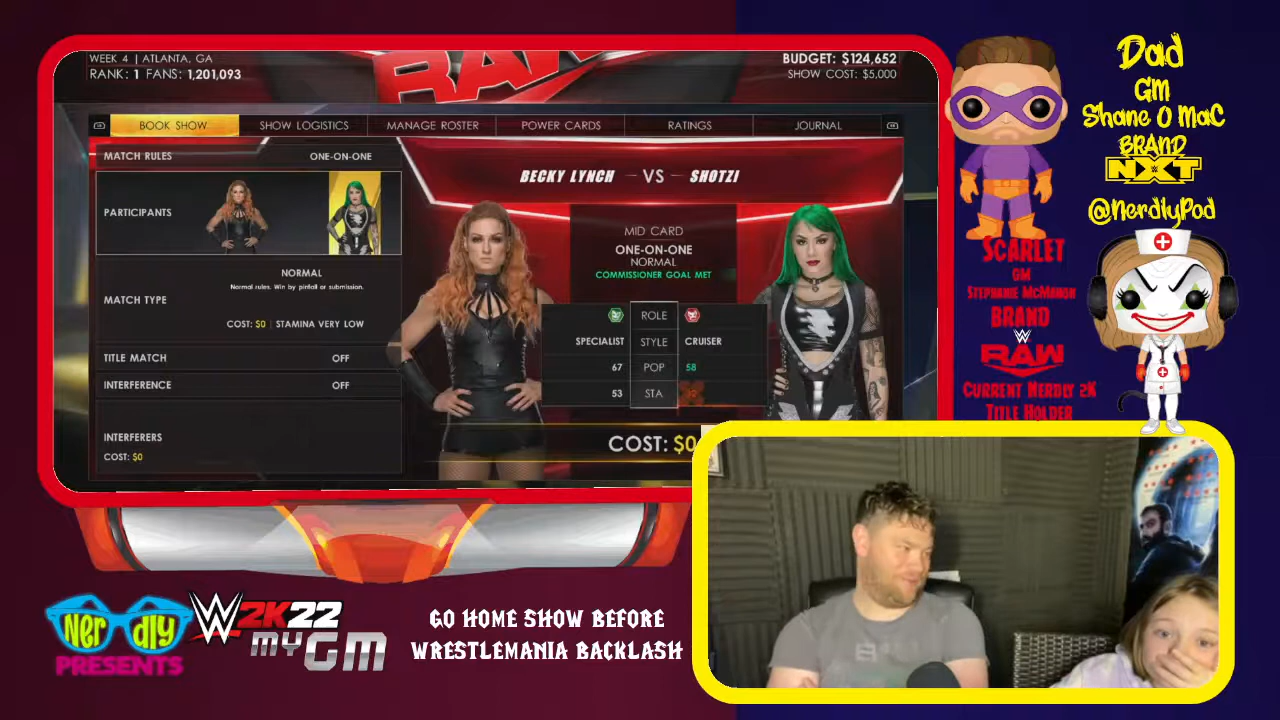 WEEK 4 | ATLANTA, GA
RANK: 1 FANS: 1,201,093
RAW
BUDGET: $124,652
SHOW COST: $5,000
BOOK SHOW
SHOW LOGISTICS
MANAGE ROSTER
POWER CARDS
RATINGS
JOURNAL
MATCH RULES
ONE-ON-ONE
PARTICIPANTS
NORMAL
Normal rules. Win by pinfall or submission.
MATCH TYPE
COST: $0 | STAMINA VERY LOW
TITLE MATCH OFF
INTERFERENCE OFF
INTERFERERS
COST: $0
BECKY LYNCH - VS - SHOTZI
MID CARD
ONE-ON-ONE
NORMAL
COMMISSIONER GOAL MET
ROLE
SPECIALIST STYLE CRUISER
67 POP 58
53 STA
COST: $0
Dad
GM
Shane O Mac
BRAND
NXT
@NerdlyPod
SCARLET
GM
STEPHANIE MCMAHON
BRAND
W
RAW
CURRENT NERDLY 2K
TITLE HOLDER
Nerdly
PRESENTS
W 2K22
MYGM
GO HOME SHOW BEFORE
WRESTLEMANIA BACKLASH